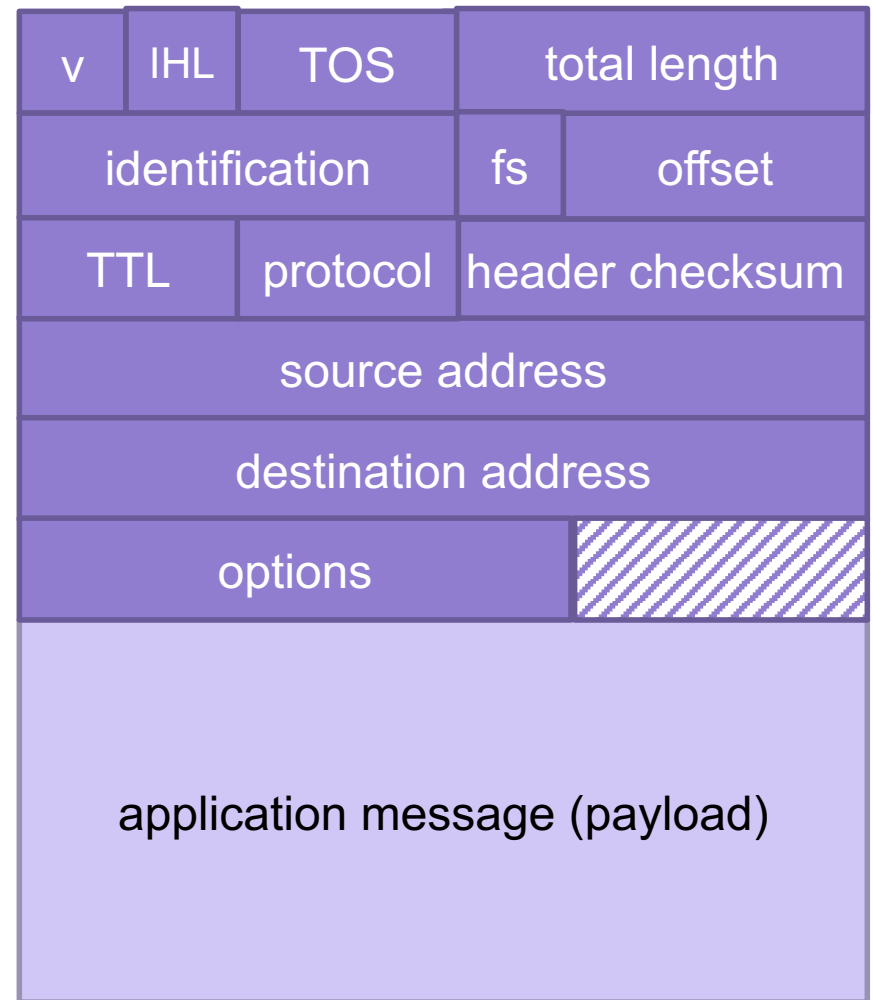 v IHL TOS total length
identification fs offset
TTL protocol header checksum
source address
destination address
options
application message (payload)